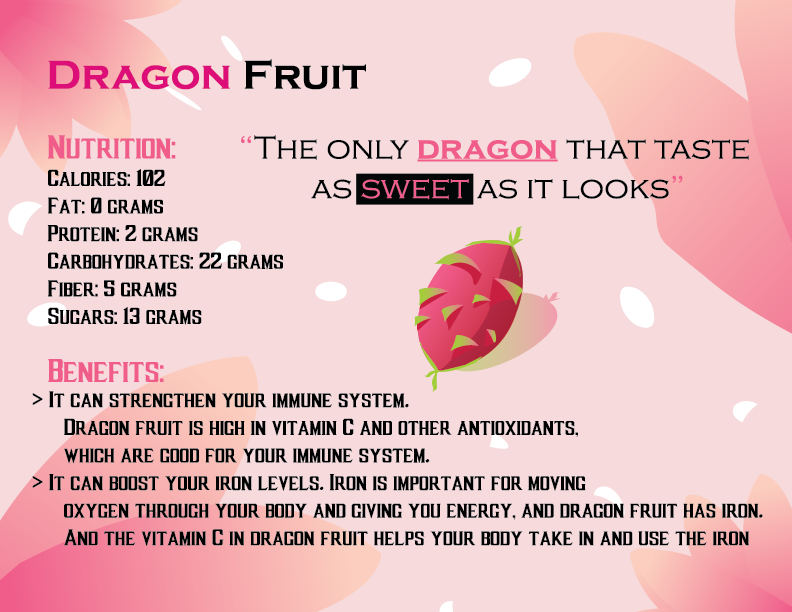 Dragon Fruit
Nutrition:
Calories: 102
Fat: 0 grams
Protein: 2 grams
Carbohydrates: 22 grams
Fiber: 5 grams
Sugars: 13 grams
“The only dragon that taste
as sweet as it looks”
Benefits:
> It can strengthen your immune system.
Dragon fruit is high in vitamin C and other antioxidants,
which are good for your immune system.
> It can boost your iron levels. Iron is important for moving
oxygen through your body and giving you energy, and dragon fruit has iron.
And the vitamin C in dragon fruit helps your body take in and use the iron